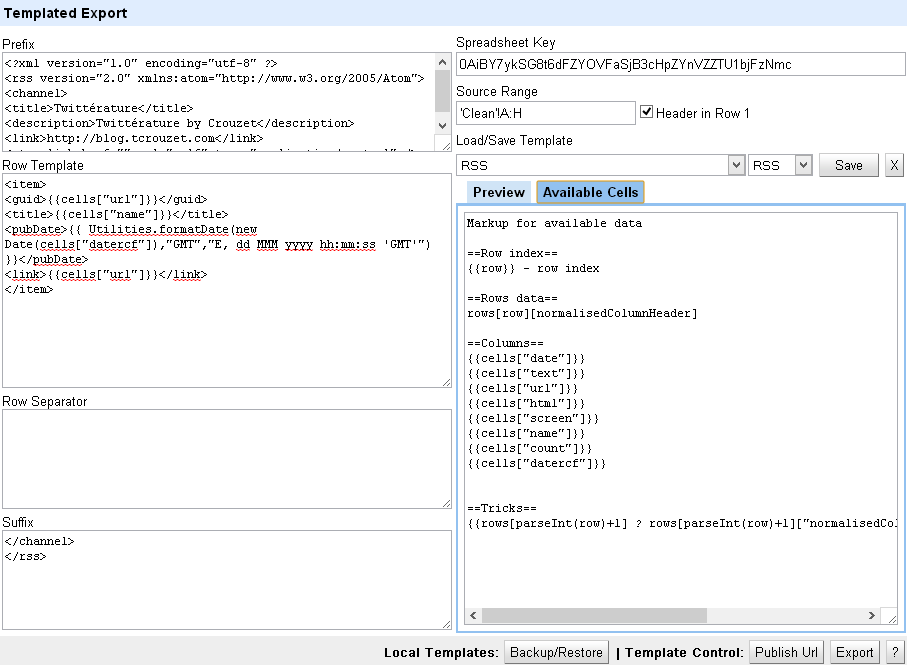 Templated Export
Prefix
<?xml version="1.0" encoding="utf-8" ?>
<rss version="2.0" xmlns:atom="http://www.w3.org/2005/Atom">
<channel>
<title>Twittérature</title>
<description>Twittérature by Crouzet</description>
<link>http://blog.tcrouzet.com</link>
Row Template
<item>
<guid>{{cells["url"]}}</guid>
<title>{{cells["name"]}}</title>
<pubDate>{{ Utilities.formatDate(new
Date(cells["datercf"]),"GMT","E, dd MMM yyyy hh:mm:ss 'GMT'")
}}</pubDate>
<link>{{cells["url"]}}</link>
</item>
Row Separator
Suffix
</channel>
</rss>
Spreadsheet Key
0AiBY7ykSG8t6dFZYOVFaSjB3cHpZYnVZZTU1bjFzNmc
Source Range
'Clean'!A:H
Header in Row 1
Load/Save Template
RSS RSS Save X
Preview Available Cells
Markup for available data
==Row index==
{{row}} - row index
==Rows data==
rows[row][normalisedColumnHeader]
==Columns==
{{cells["date"]}}
{{cells["text"]}}
{{cells["url"]}}
{{cells["html"]}}
{{cells["screen"]}}
{{cells["name"]}}
{{cells["count"]}}
{{cells["datercf"]}}
==Tricks==
{{rows[parseInt(row)+1] ? rows[parseInt(row)+1]["normalisedCol
Local Templates: Backup/Restore | Template Control: Publish Url Export ?